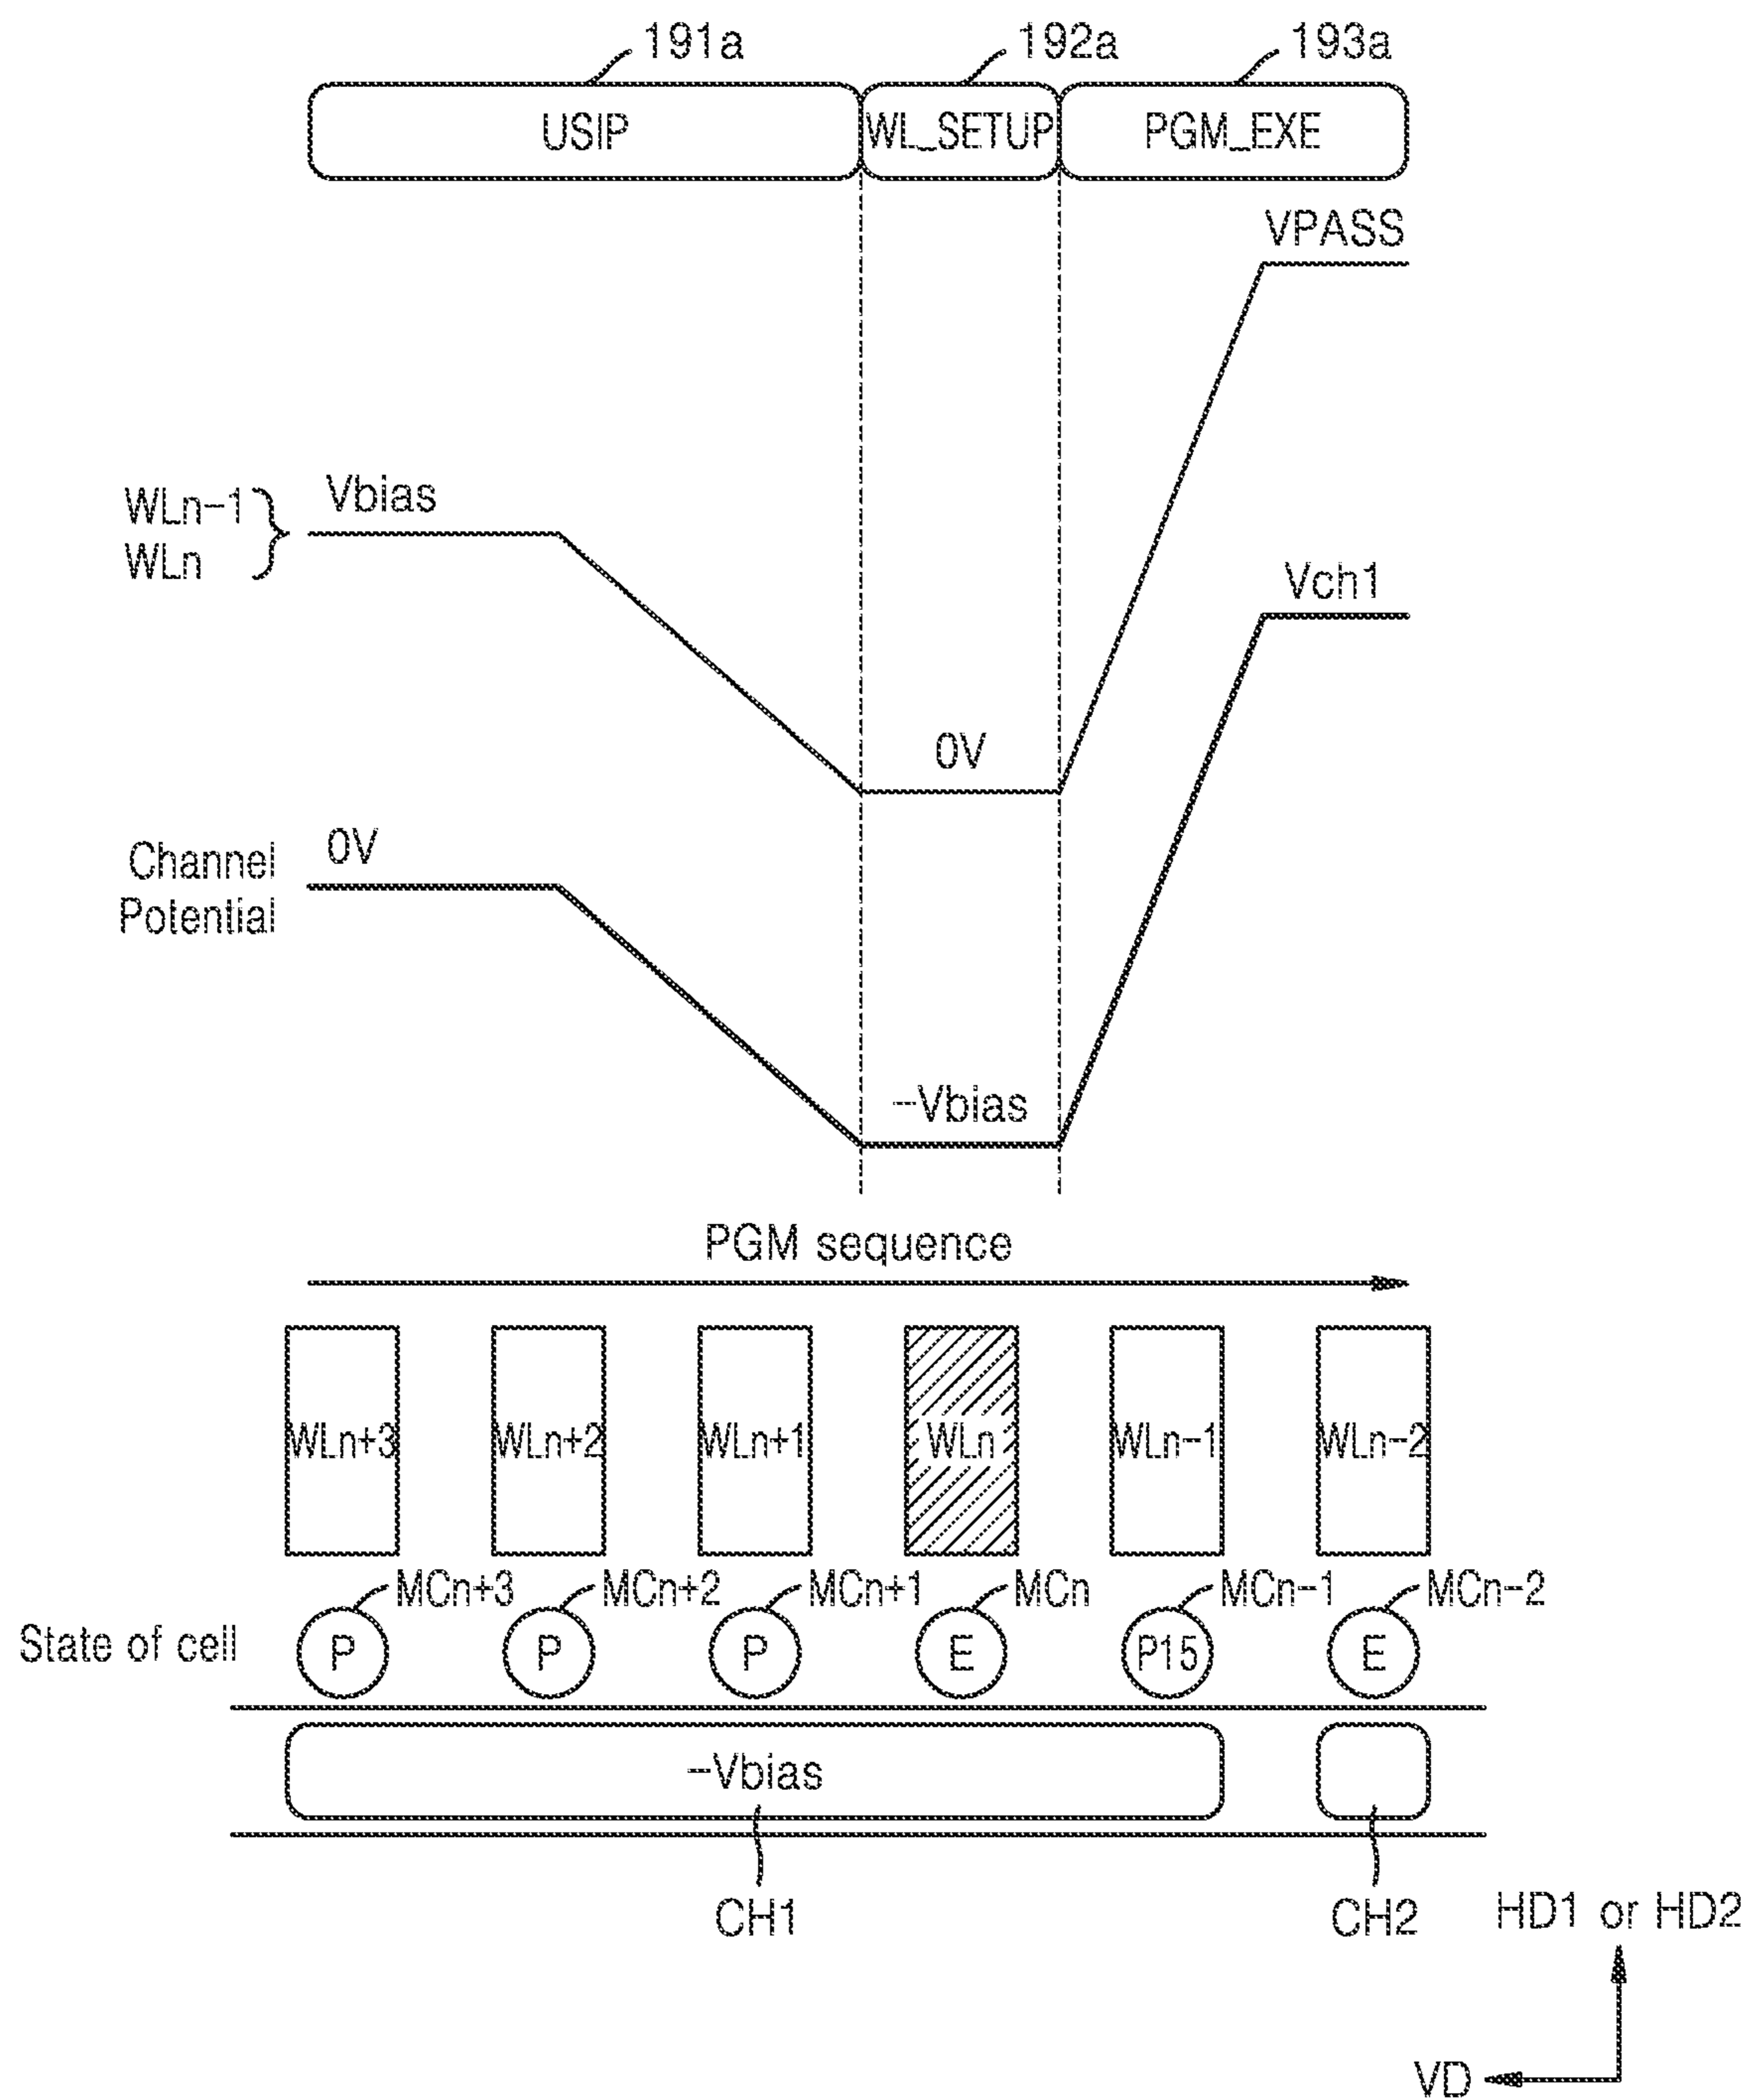 191a 192a 193a
USIP WL_SETUP PGM_EXE
VPASS
WLn-1
WLn
Vbias
Vch1
0V
Channel
Potential
0V
-Vbias
PGM sequence
WLn+3 WLn+2 WLn+1 WLn WLn-1 WLn-2
MCn+3 MCn+2 MCn+1 MCn MCn-1 MCn-2
State of cell P P P E P15 E
-Vbias
CH1 CH2
HD1 or HD2
VD